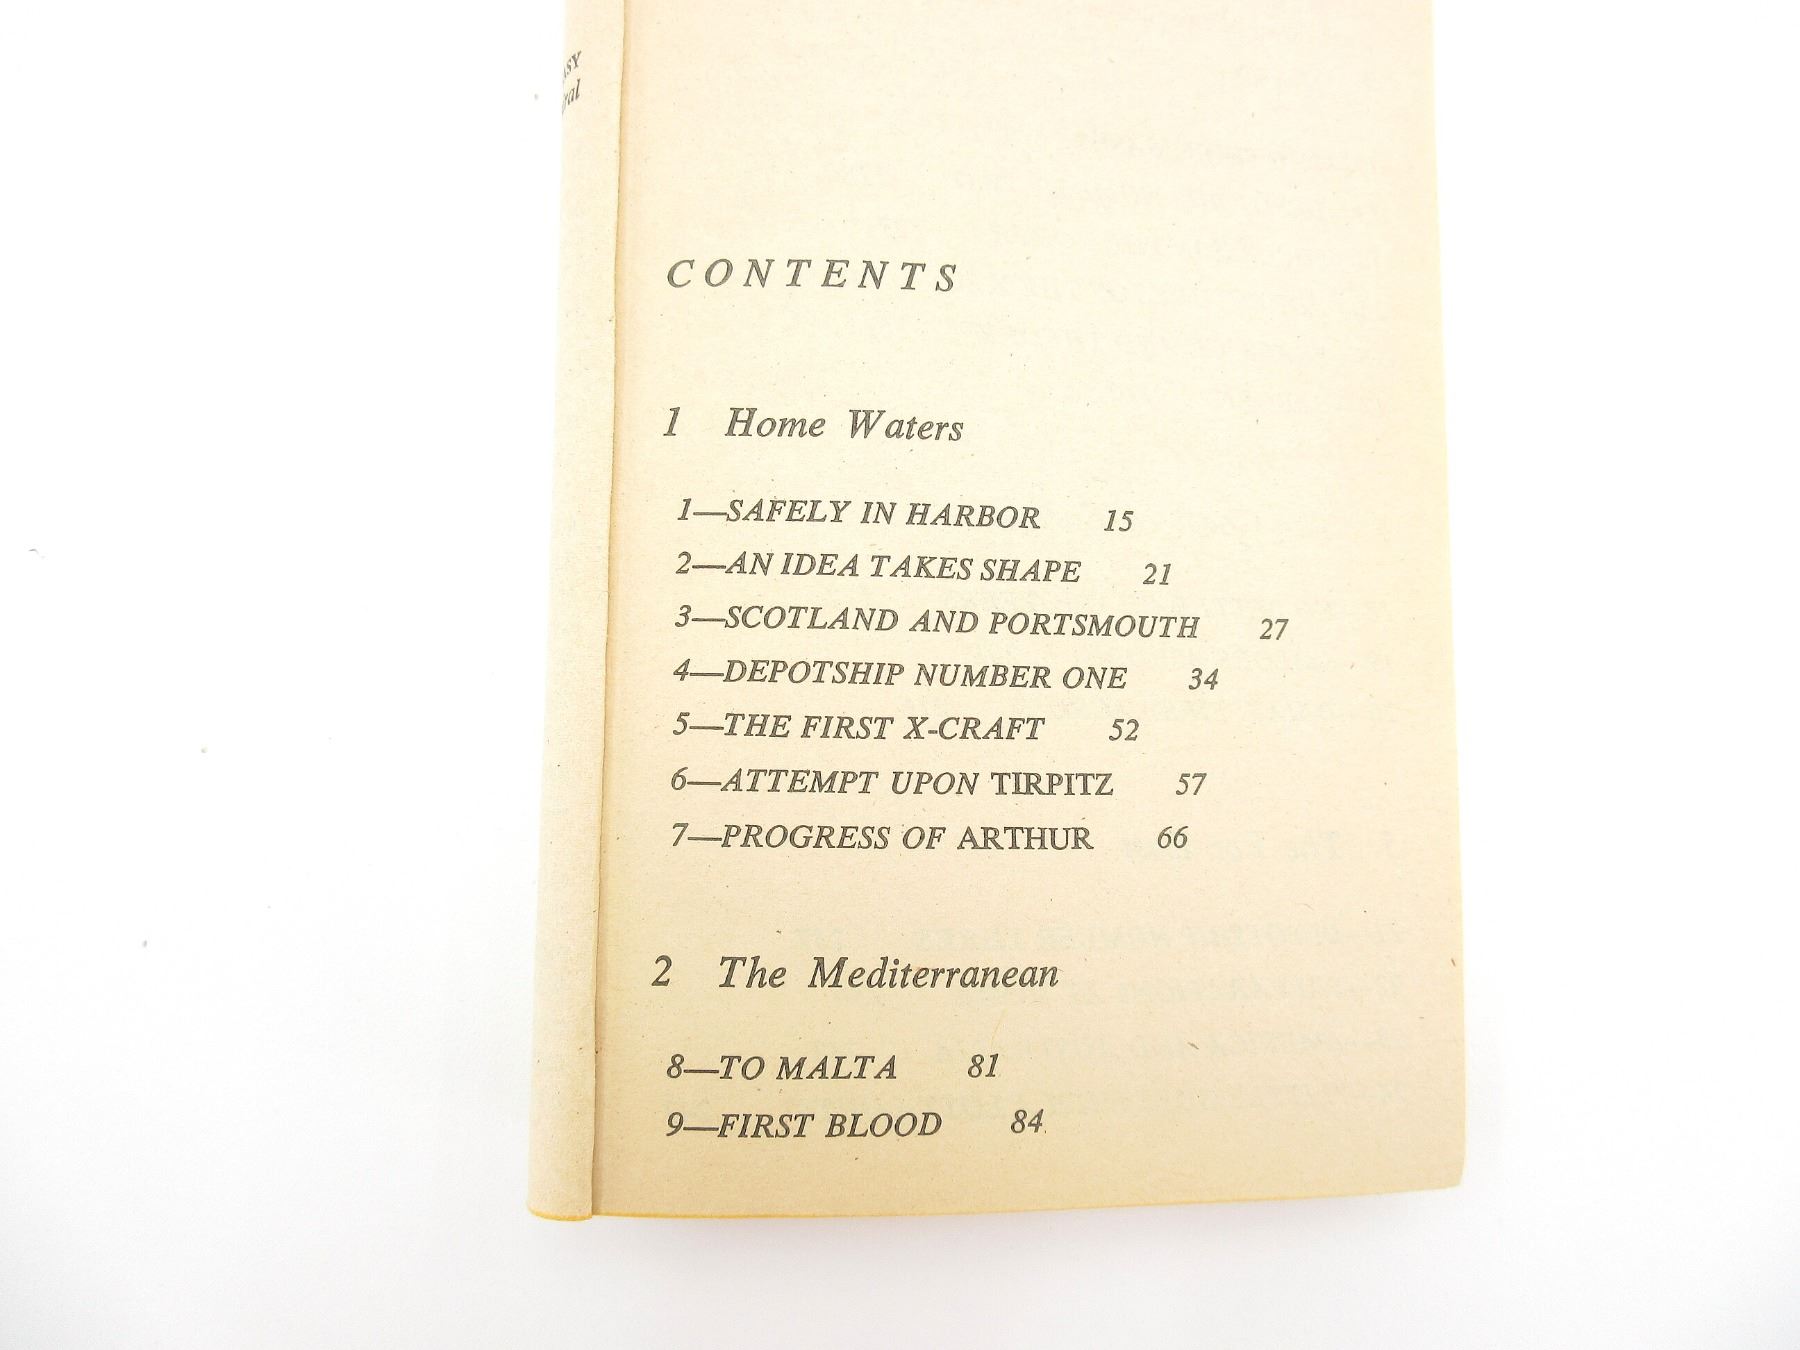 CONTENTS
1 Home Waters
1—SAFELY IN HARBOR 15
2—AN IDEA TAKES SHAPE 21
3—SCOTLAND AND PORTSMOUTH 27
4—DEPOTSHIP NUMBER ONE 34
5—THE FIRST X-CRAFT 52
6—ATTEMPT UPON TIRPITZ 57
7—PROGRESS OF ARTHUR 66
2 The Mediterranean
8—TO MALTA 81
9—FIRST BLOOD 84